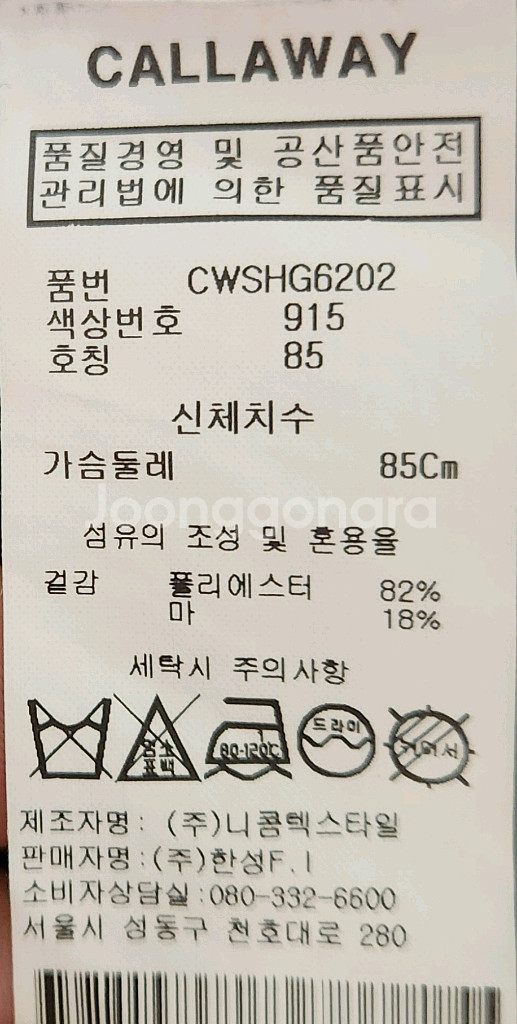 CALLAWAY
품질경영 및 공산품안전
관리법에 의한 품질표시
품번 CWSHG6202
색상번호 915
호칭 85
신체치수
가슴둘레 85Cm
Joonggonara
섬유의 조성 및 혼용율
겉감 폴리에스터 82%
마 18%
세탁시 주의사항
염소
표백
80-120℃
드라이
제조자명: (주)니콤텍스타일
판매자명:(주)한성F.I
소비자상담실:080-332-6600
서울시 성동구 천호대로 280